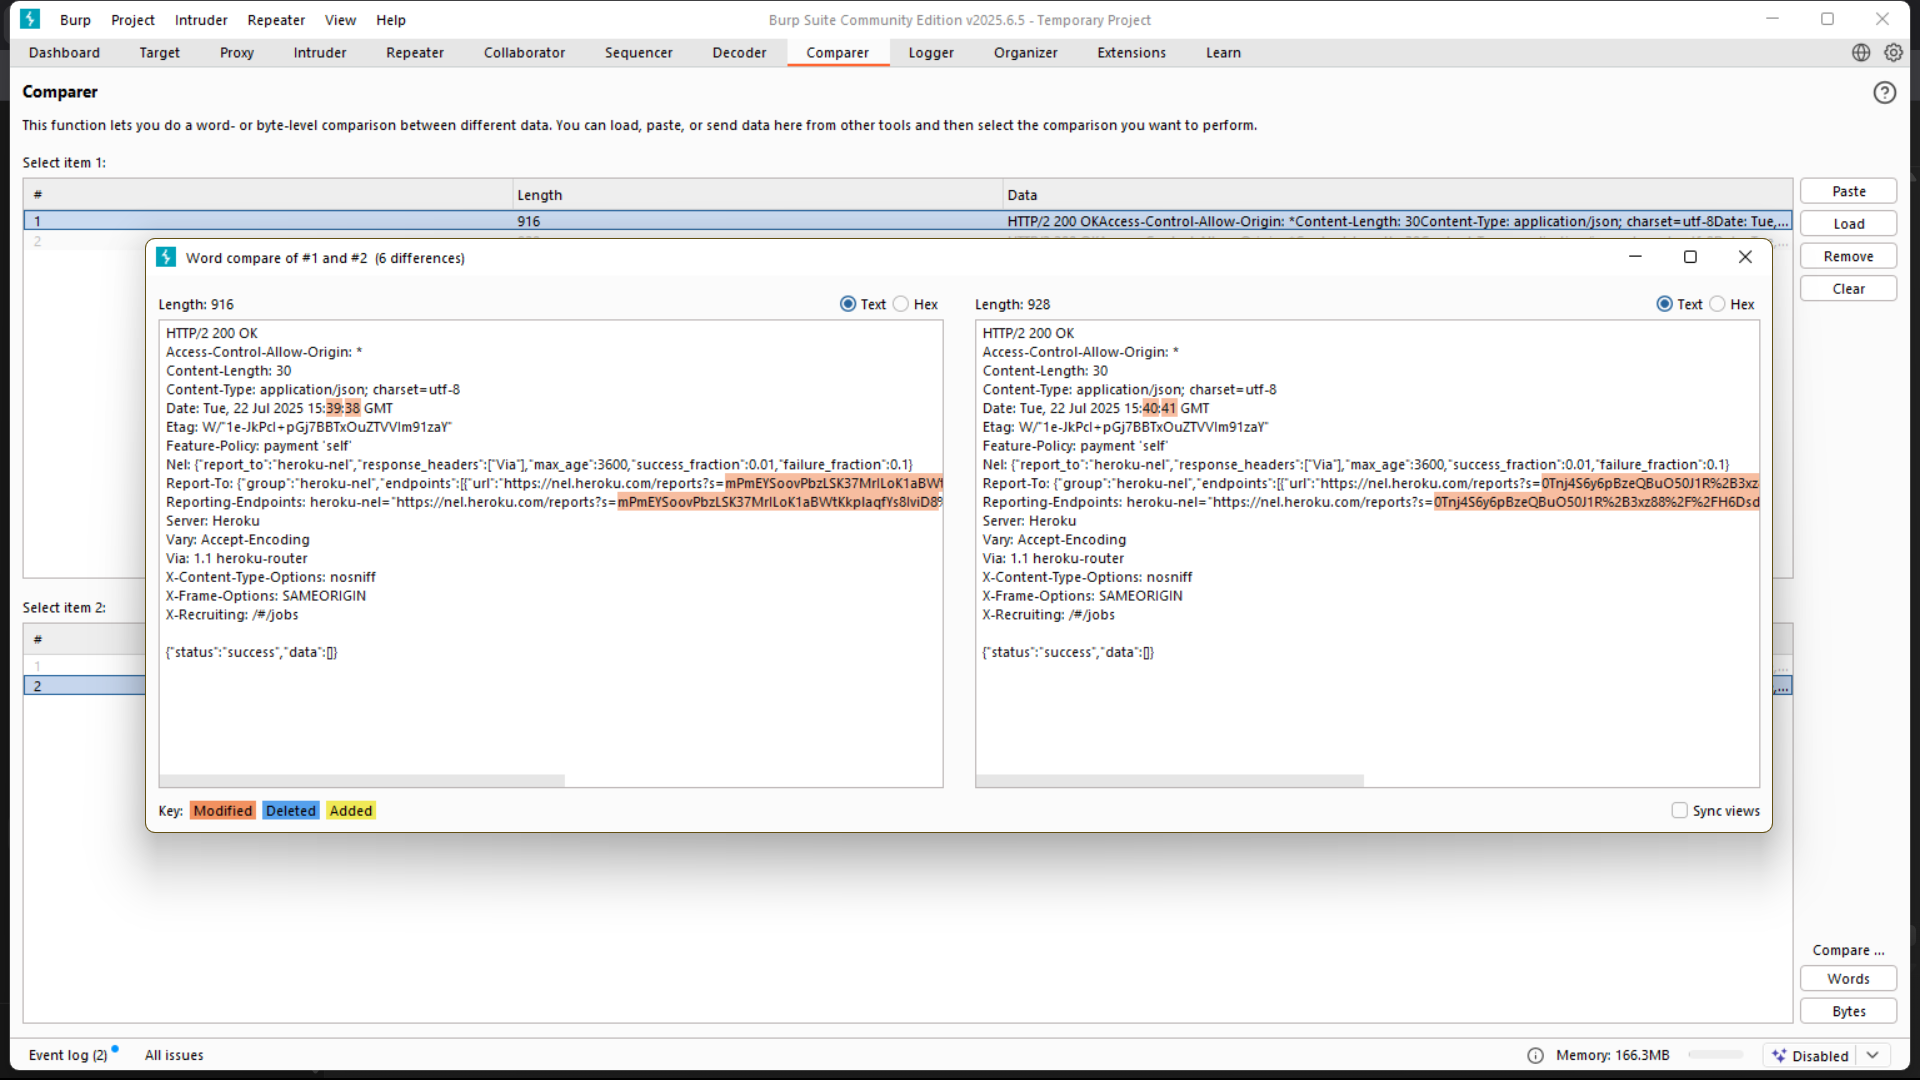 Burp Project Intruder Repeater View Help
Burp Suite Community Edition v2025.6.5 - Temporary Project
Dashboard Target Proxy Intruder Repeater Collaborator Sequencer Decoder Comparer Logger Organizer Extensions Learn
Comparer
This function lets you do a word- or byte-level comparison between different data. You can load, paste, or send data here from other tools and then select the comparison you want to perform.
Select item 1:
# Length Data
1 916 HTTP/2 200 OKAccess-Control-Allow-Origin: *Content-Length: 30Content-Type: application/json; charset=utf-8Date: Tue,...
2
Paste
Load
Remove
Clear
Word compare of #1 and #2 (6 differences)
Length: 916 Text Hex
HTTP/2 200 OK
Access-Control-Allow-Origin: *
Content-Length: 30
Content-Type: application/json; charset=utf-8
Date: Tue, 22 Jul 2025 15:39:38 GMT
Etag: W/"1e-JkPcI+pGj7BBTxOuZTVVIm91zaY"
Feature-Policy: payment 'self'
Nel: {"report_to":"heroku-nel","response_headers":["Via"],"max_age":3600,"success_fraction":0.01,"failure_fraction":0.1}
Report-To: {"group":"heroku-nel","endpoints":[{"url":"https://nel.heroku.com/reports?s=mPmEYSoovPbzLSK37MrlLoK1aBWt
Reporting-Endpoints: heroku-nel="https://nel.heroku.com/reports?s=mPmEYSoovPbzLSK37MrlLoK1aBWtKkpIaqfYs8IviD8%
Server: Heroku
Vary: Accept-Encoding
Via: 1.1 heroku-router
X-Content-Type-Options: nosniff
X-Frame-Options: SAMEORIGIN
X-Recruiting: /#/jobs
{"status":"success","data":[]}
Length: 928 Text Hex
HTTP/2 200 OK
Access-Control-Allow-Origin: *
Content-Length: 30
Content-Type: application/json; charset=utf-8
Date: Tue, 22 Jul 2025 15:40:41 GMT
Etag: W/"1e-JkPcI+pGj7BBTxOuZTVVIm91zaY"
Feature-Policy: payment 'self'
Nel: {"report_to":"heroku-nel","response_headers":["Via"],"max_age":3600,"success_fraction":0.01,"failure_fraction":0.1}
Report-To: {"group":"heroku-nel","endpoints":[{"url":"https://nel.heroku.com/reports?s=0Tnj4S6y6pBzeQBuO50J1R%2B3xz
Reporting-Endpoints: heroku-nel="https://nel.heroku.com/reports?s=0Tnj4S6y6pBzeQBuO50J1R%2B3xz88%2F%2FH6Dsd
Server: Heroku
Vary: Accept-Encoding
Via: 1.1 heroku-router
X-Content-Type-Options: nosniff
X-Frame-Options: SAMEORIGIN
X-Recruiting: /#/jobs
{"status":"success","data":[]}
Key: Modified Deleted Added
Sync views
Select item 2:
#
1
2
Compare ...
Words
Bytes
Event log (2) All issues
Memory: 166.3MB Disabled